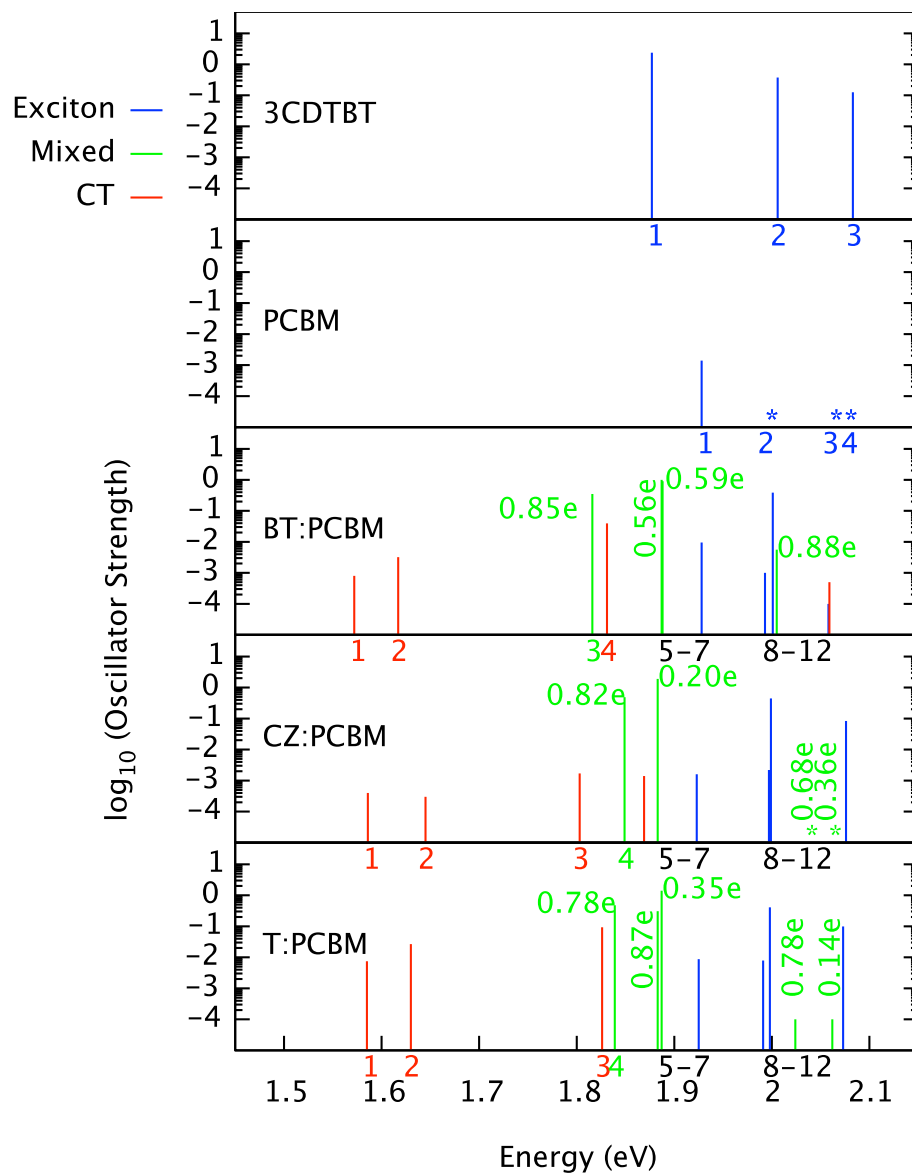 Exciton
Mixed
CT
log10 (Oscillator Strength)
1
0
−1
−2
−3
−4
3CDTBT
1 2 3
1
0
−1
−2
−3
−4
PCBM
* **
1 2 34
1
0
−1
−2
−3
−4
BT:PCBM
0.85e
0.56e
0.59e
0.88e
1 2 34 5−7 8−12
1
0
−1
−2
−3
−4
CZ:PCBM
0.82e
0.20e
* 0.68e
* 0.36e
1 2 3 4 5−7 8−12
1
0
−1
−2
−3
−4
T:PCBM
0.78e
0.87e
0.35e
0.78e
0.14e
1 2 34 5−7 8−12
1.5 1.6 1.7 1.8 1.9 2 2.1
Energy (eV)